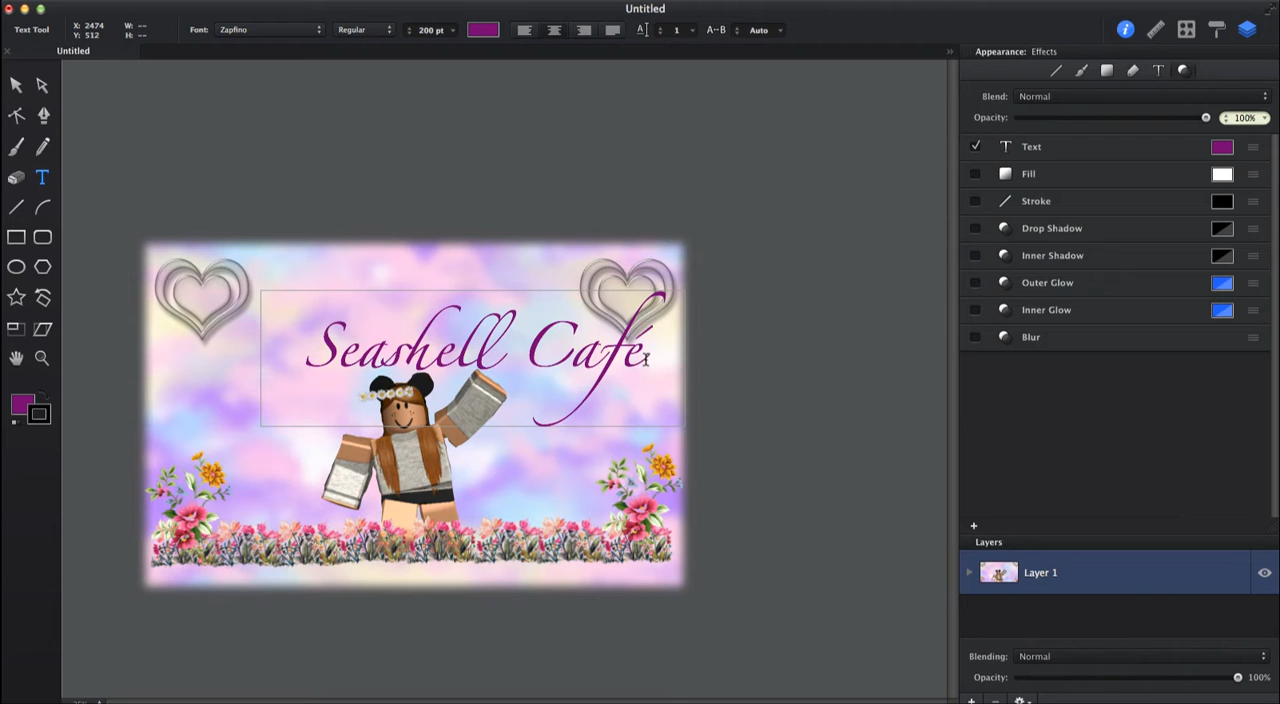 Untitled
Text Tool
X: 2474
Y: 512
W: --
H: --
Font: Zapfino
Regular
200 pt
1
A--B
Auto
Untitled
Appearance: Effects
Blend: Normal
Opacity: 100%
Text
Fill
Stroke
Drop Shadow
Inner Shadow
Outer Glow
Inner Glow
Blur
Seashell Café
Layers
Layer 1
Blending: Normal
Opacity: 100%